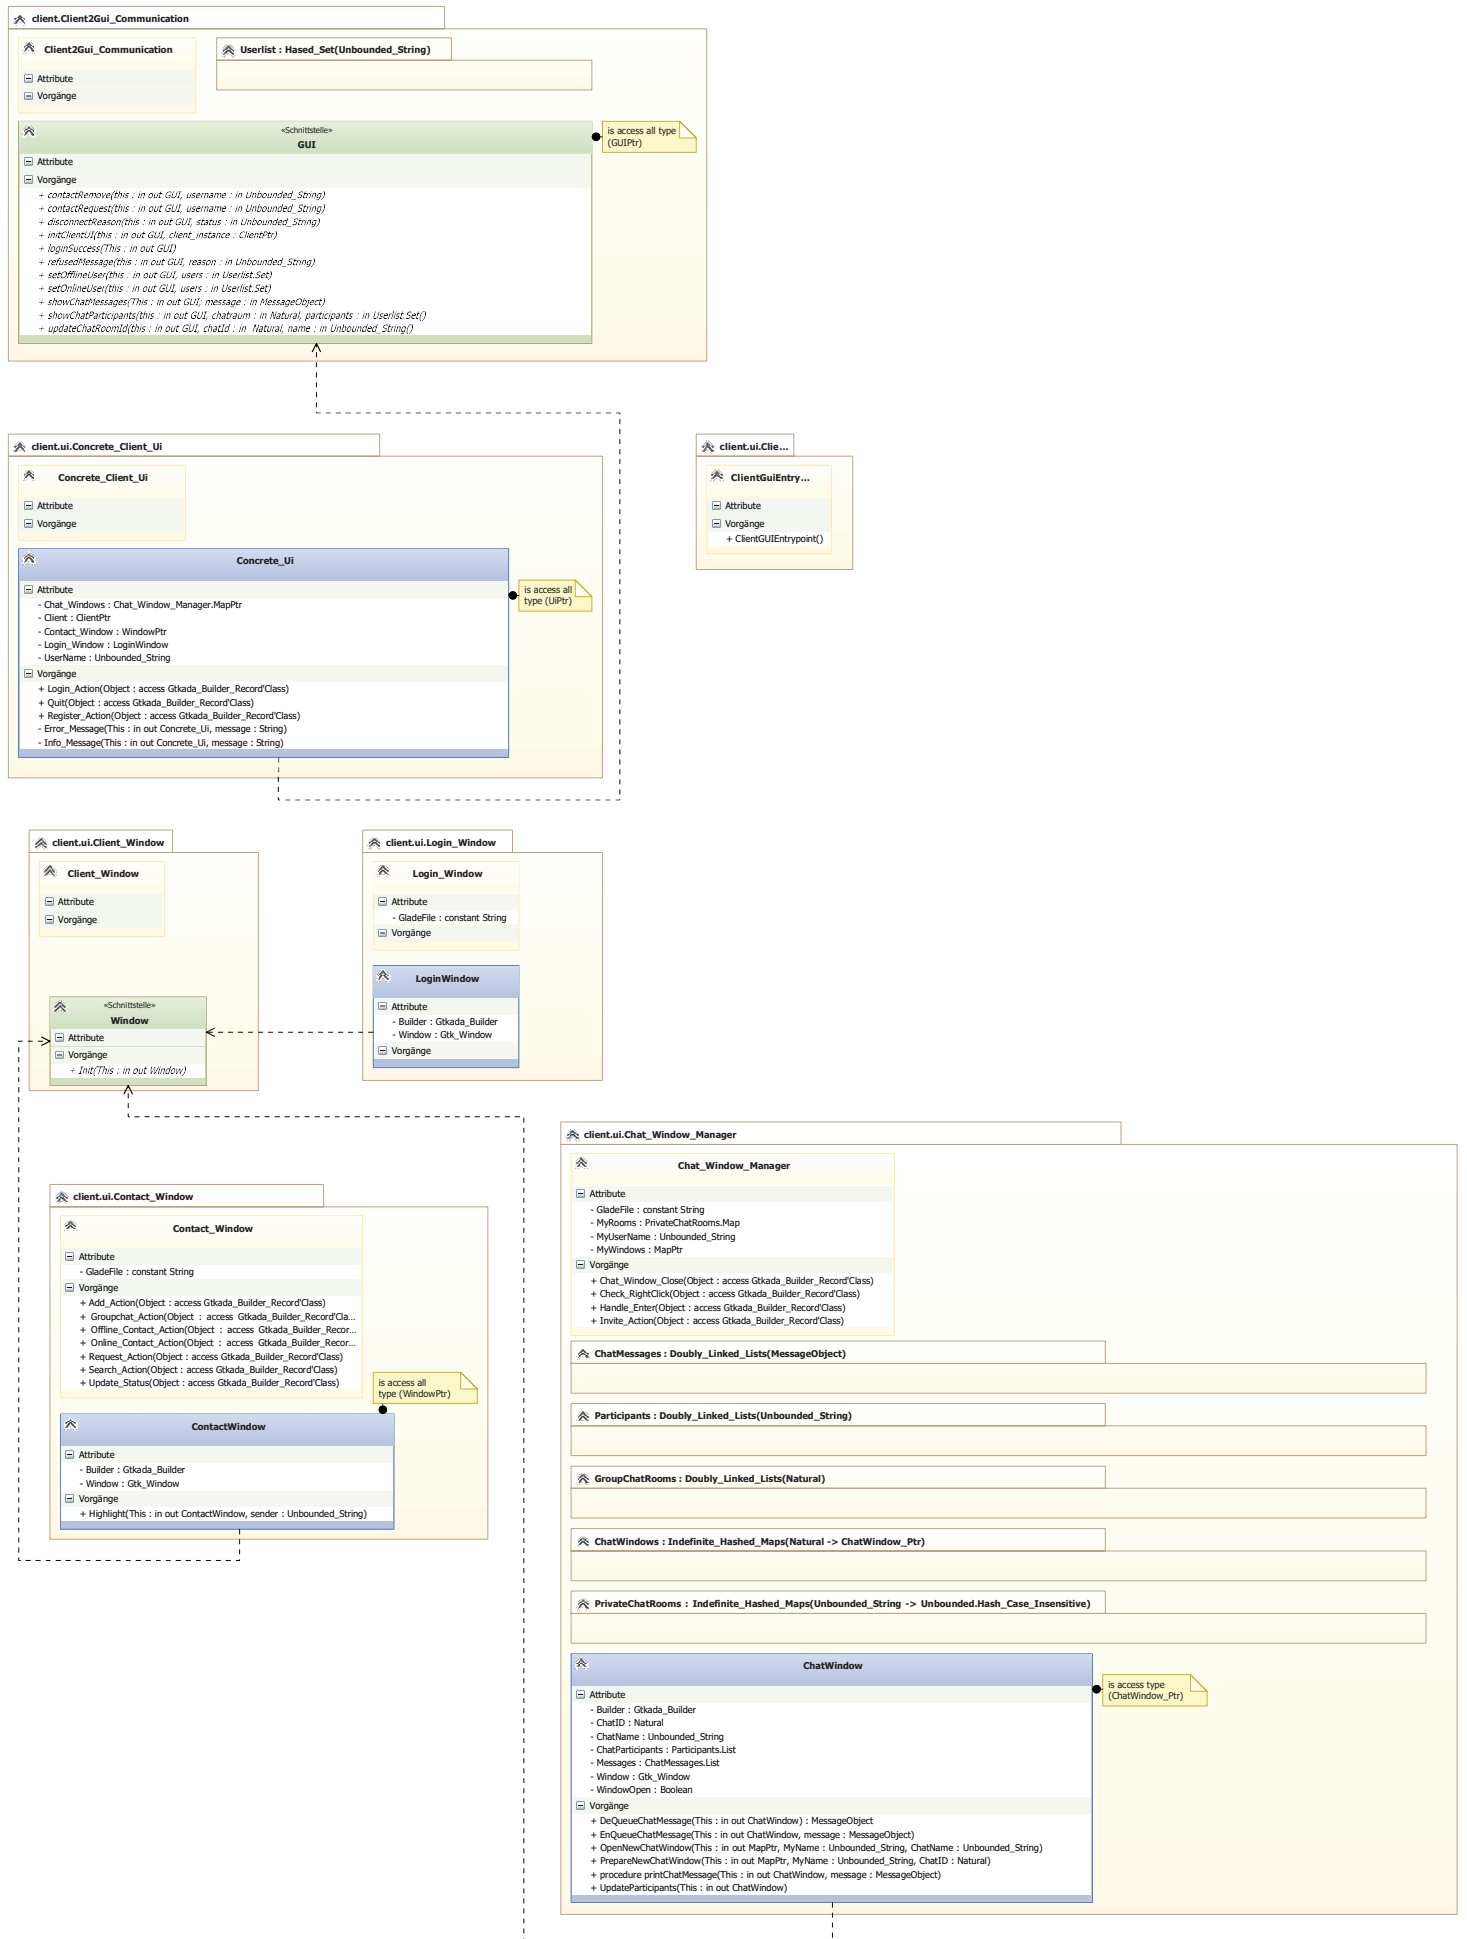 client.Client2Gui_Communication
Client2Gui_Communication
Attribute
Vorgänge
Userlist : Hased_Set(Unbounded_String)
«Schnittstelle»
GUI
Attribute
Vorgänge
+ contactRemove(this : in out GUI, username : in Unbounded_String)
+ contactRequest(this : in out GUI, username : in Unbounded_String)
+ disconnectReason(this : in out GUI, status : in Unbounded_String)
+ initClientUI(this : in out GUI, client_instance : ClientPtr)
+ loginSuccess(This : in out GUI)
+ refusedMessage(this : in out GUI, reason : in Unbounded_String)
+ setOfflineUser(this : in out GUI, users : in Userlist.Set)
+ setOnlineUser(this : in out GUI, users : in Userlist.Set)
+ showChatMessages(This : in out GUI; message : in MessageObject)
+ showChatParticipants(this : in out GUI, chatraum : in Natural, participants : in Userlist.Set()
+ updateChatRoomId(this : in out GUI, chatId : in  Natural, name : in Unbounded_String()
is access all type
(GUIPtr)
client.ui.Concrete_Client_Ui
Concrete_Client_Ui
Attribute
Vorgänge
Concrete_Ui
Attribute
- Chat_Windows : Chat_Window_Manager.MapPtr
- Client : ClientPtr
- Contact_Window : WindowPtr
- Login_Window : LoginWindow
- UserName : Unbounded_String
Vorgänge
+ Login_Action(Object : access Gtkada_Builder_Record'Class)
+ Quit(Object : access Gtkada_Builder_Record'Class)
+ Register_Action(Object : access Gtkada_Builder_Record'Class)
- Error_Message(This : in out Concrete_Ui, message : String)
- Info_Message(This : in out Concrete_Ui, message : String)
is access all
type (UiPtr)
client.ui.Clie...
ClientGuiEntry...
Attribute
Vorgänge
+ ClientGUIEntrypoint()
client.ui.Client_Window
Client_Window
Attribute
Vorgänge
«Schnittstelle»
Window
Attribute
Vorgänge
+ Init(This : in out Window)
client.ui.Login_Window
Login_Window
Attribute
- GladeFile : constant String
Vorgänge
LoginWindow
Attribute
- Builder : Gtkada_Builder
- Window : Gtk_Window
Vorgänge
client.ui.Contact_Window
Contact_Window
Attribute
- GladeFile : constant String
Vorgänge
+ Add_Action(Object : access Gtkada_Builder_Record'Class)
+ Groupchat_Action(Object : access Gtkada_Builder_Record'Cla...
+ Offline_Contact_Action(Object : access Gtkada_Builder_Recor...
+ Online_Contact_Action(Object : access Gtkada_Builder_Recor...
+ Request_Action(Object : access Gtkada_Builder_Record'Class)
+ Search_Action(Object : access Gtkada_Builder_Record'Class)
+ Update_Status(Object : access Gtkada_Builder_Record'Class)
is access all
type (WindowPtr)
ContactWindow
Attribute
- Builder : Gtkada_Builder
- Window : Gtk_Window
Vorgänge
+ Highlight(This : in out ContactWindow, sender : Unbounded_String)
client.ui.Chat_Window_Manager
Chat_Window_Manager
Attribute
- GladeFile : constant String
- MyRooms : PrivateChatRooms.Map
- MyUserName : Unbounded_String
- MyWindows : MapPtr
Vorgänge
+ Chat_Window_Close(Object : access Gtkada_Builder_Record'Class)
+ Check_RightClick(Object : access Gtkada_Builder_Record'Class)
+ Handle_Enter(Object : access Gtkada_Builder_Record'Class)
+ Invite_Action(Object : access Gtkada_Builder_Record'Class)
ChatMessages : Doubly_Linked_Lists(MessageObject)
Participants : Doubly_Linked_Lists(Unbounded_String)
GroupChatRooms : Doubly_Linked_Lists(Natural)
ChatWindows : Indefinite_Hashed_Maps(Natural -> ChatWindow_Ptr)
PrivateChatRooms : Indefinite_Hashed_Maps(Unbounded_String -> Unbounded.Hash_Case_Insensitive)
ChatWindow
Attribute
- Builder : Gtkada_Builder
- ChatID : Natural
- ChatName : Unbounded_String
- ChatParticipants : Participants.List
- Messages : ChatMessages.List
- Window : Gtk_Window
- WindowOpen : Boolean
Vorgänge
+ DeQueueChatMessage(This : in out ChatWindow) : MessageObject
+ EnQueueChatMessage(This : in out ChatWindow, message : MessageObject)
+ OpenNewChatWindow(This : in out MapPtr, MyName : Unbounded_String, ChatName : Unbounded_String)
+ PrepareNewChatWindow(This : in out MapPtr, MyName : Unbounded_String, ChatID : Natural)
+ procedure printChatMessage(This : in out ChatWindow, message : MessageObject)
+ UpdateParticipants(This : in out ChatWindow)
is access type
(ChatWindow_Ptr)